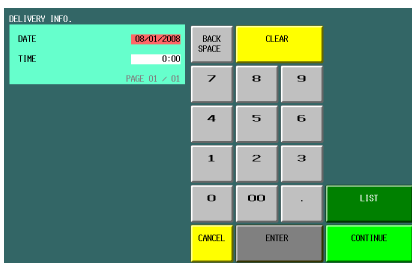 DELIVERY INFO.
DATE 08/01/2008
TIME 0:00
PAGE 01 / 01
BACK SPACE
CLEAR
7 8 9
4 5 6
1 2 3
0 00 .
LIST
CANCEL
ENTER
CONTINUE